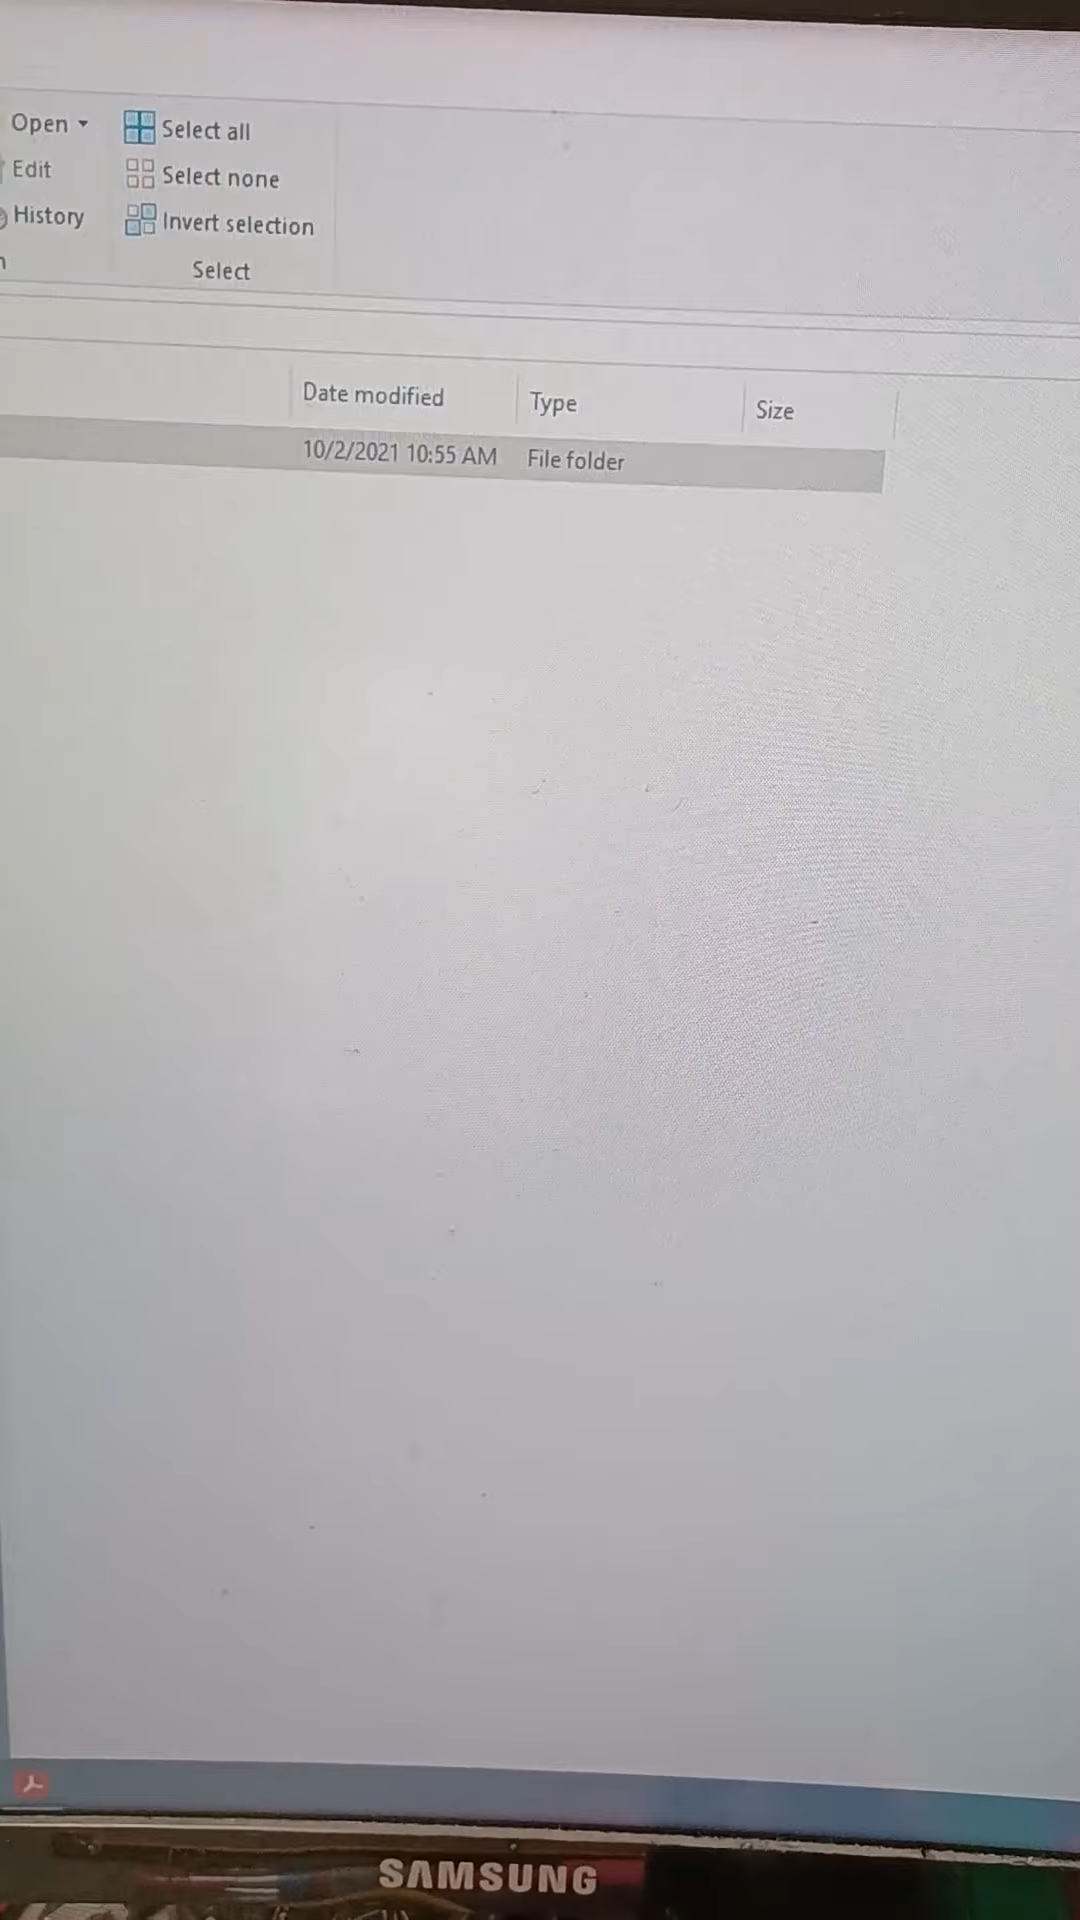 Open
Select all
Edit
Select none
History
Invert selection
Select
Date modified
Type
Size
10/2/2021 10:55 AM
File folder
SAMSUNG